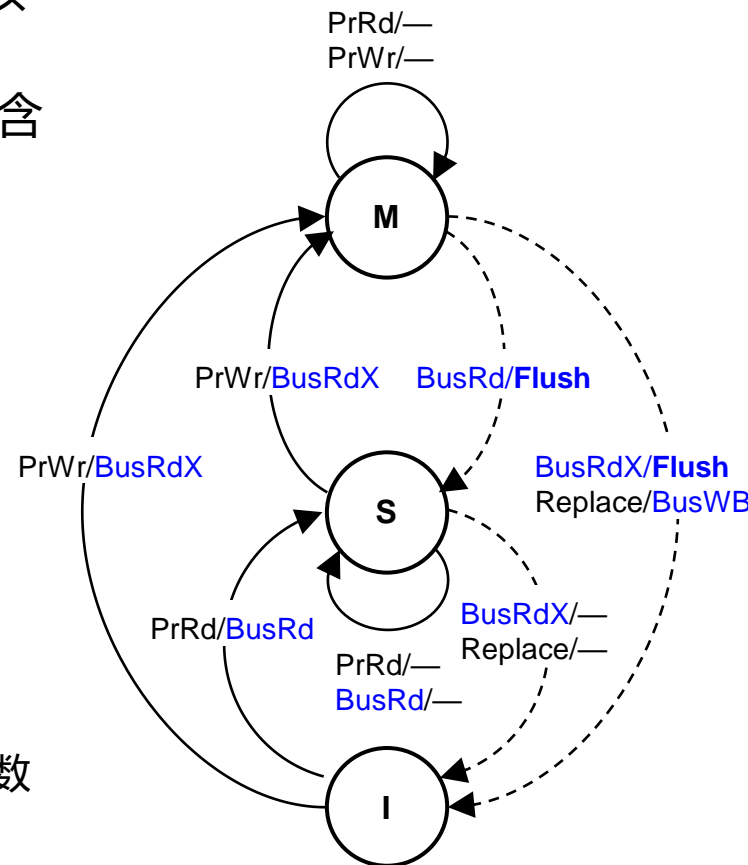 PrRd/—
PrWr/—
含
M
PrWr/BusRdX
BusRd/Flush
PrWr/BusRdX
BusRdX/Flush
Replace/BusWB
S
PrRd/BusRd
BusRdX/—
Replace/—
PrRd/—
BusRd/—
数
I